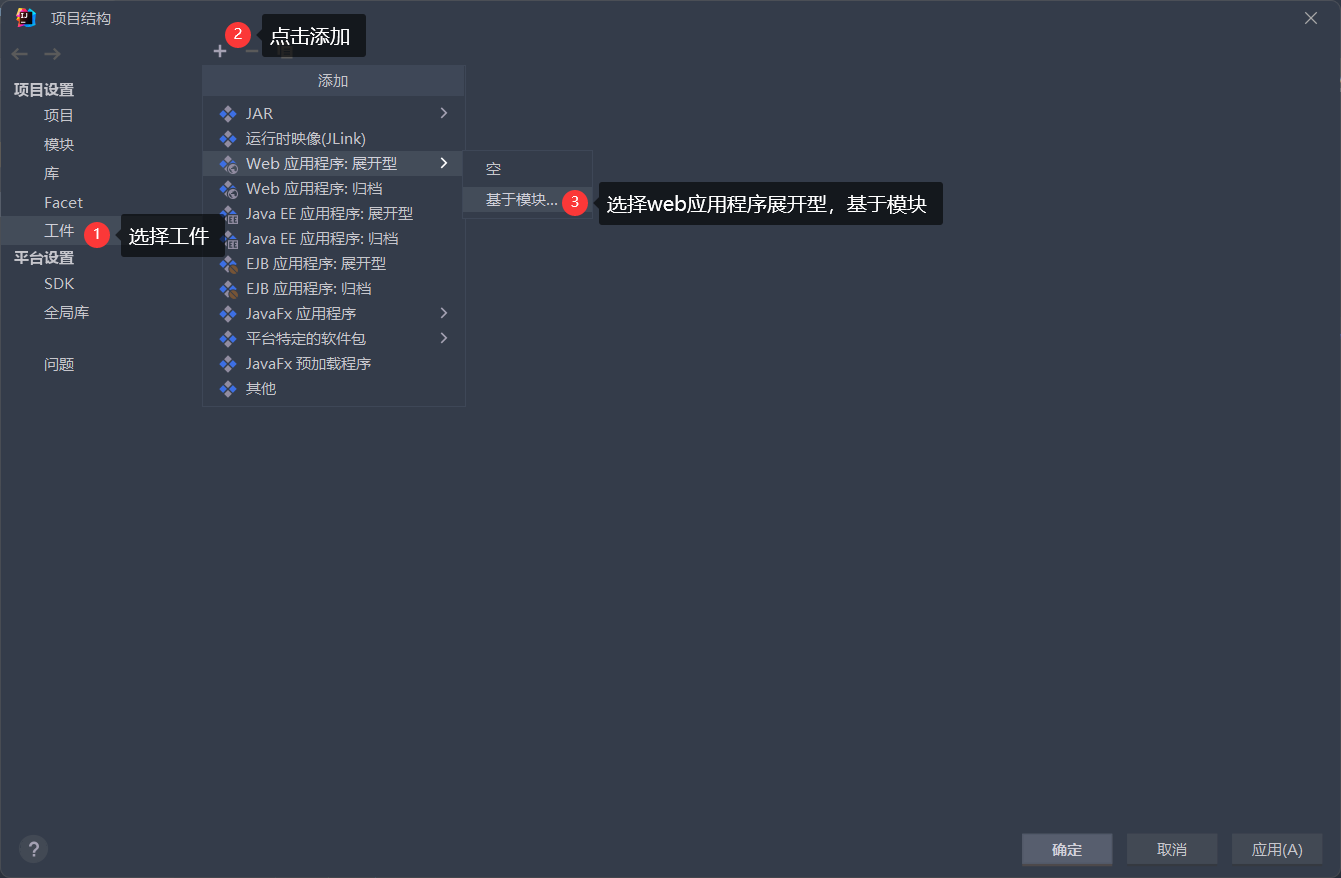 项目结构
2 点击添加
项目设置
项目
模块
库
Facet
工件 1 选择工件
平台设置
SDK
全局库
问题
添加
JAR
运行时映像(JLink)
Web 应用程序: 展开型
Web 应用程序: 归档
Java EE 应用程序: 展开型
Java EE 应用程序: 归档
EJB 应用程序: 展开型
EJB 应用程序: 归档
JavaFx 应用程序
平台特定的软件包
JavaFx 预加载程序
其他
空
基于模块... 3 选择web应用程序展开型，基于模块
?
确定
取消
应用(A)